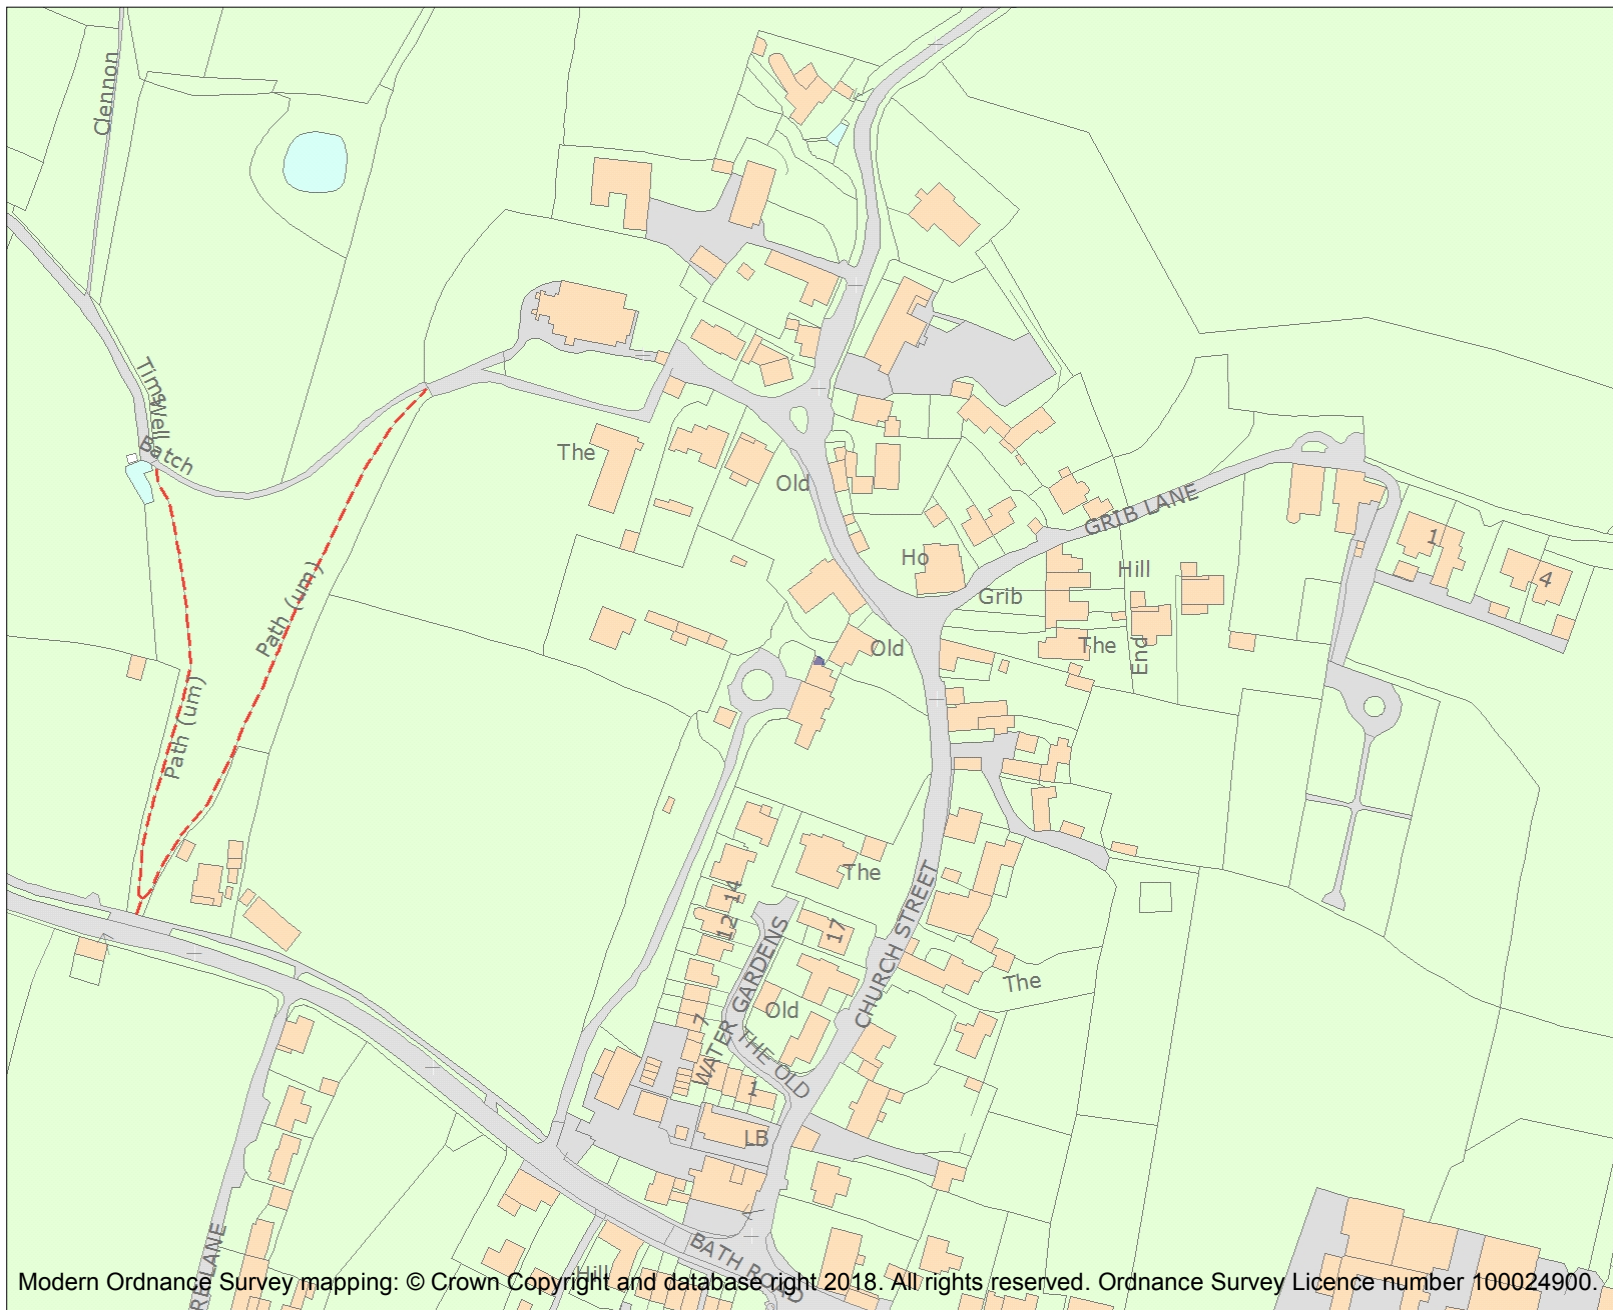 Clennon
Timswell
Batch
The
Old
GRIB LANE
1
4
Ho
Hill
Grib
Path (um)
Old
The
End
Path (um)
The
14
12
17
CHURCH STREET
The
WATER GARDENS
Old
7
THE OLD
1
LB
BATH ROAD
Hill
LANE
Modern Ordnance Survey mapping: © Crown Copyright and database right 2018. All rights reserved. Ordnance Survey Licence number 100024900.